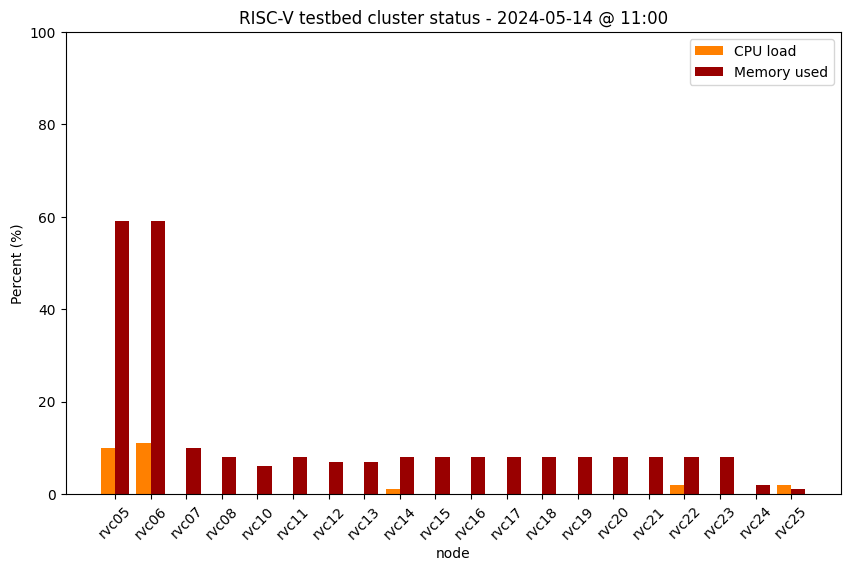 RISC-V testbed cluster status - 2024-05-14 @ 11:00
CPU load
Memory used
Percent (%)
100
80
60
40
20
0
rvc05 rvc06 rvc07 rvc08 rvc10 rvc11 rvc12 rvc13 rvc14 rvc15 rvc16 rvc17 rvc18 rvc19 rvc20 rvc21 rvc22 rvc23 rvc24 rvc25
node